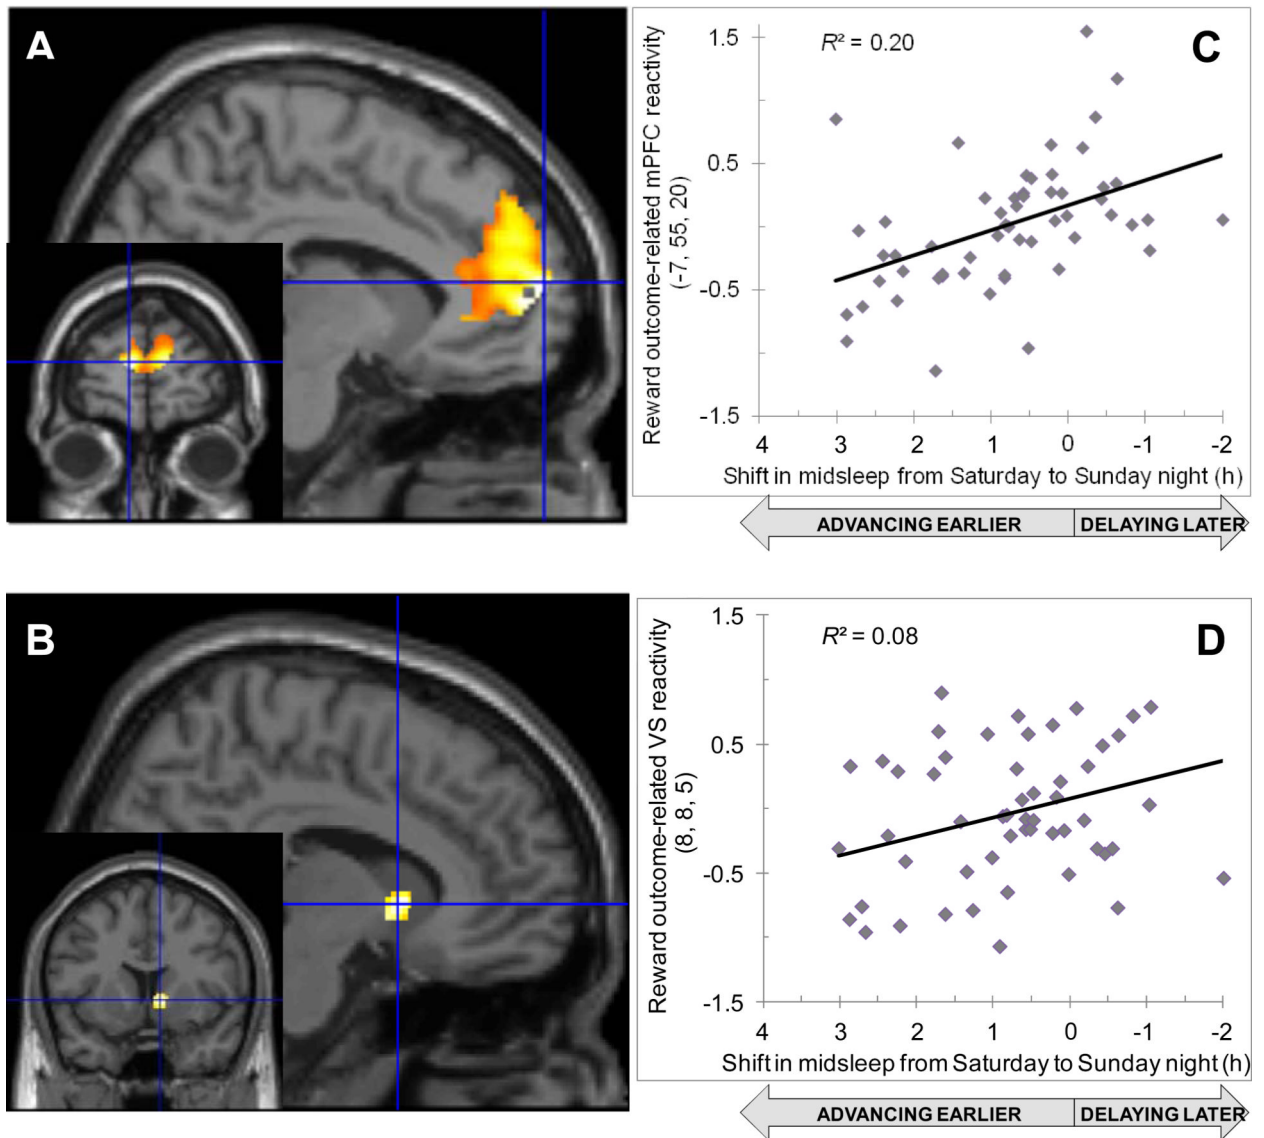 A
C
R² = 0.20
Reward outcome-related mPFC reactivity
(-7, 55, 20)
1.5
0.5
-0.5
-1.5
4 3 2 1 0 -1 -2
Shift in midsleep from Saturday to Sunday night (h)
ADVANCING EARLIER DELAYING LATER
B
D
R² = 0.08
Reward outcome-related VS reactivity
(8, 8, 5)
1.5
0.5
-0.5
-1.5
4 3 2 1 0 -1 -2
Shift in midsleep from Saturday to Sunday night (h)
ADVANCING EARLIER DELAYING LATER